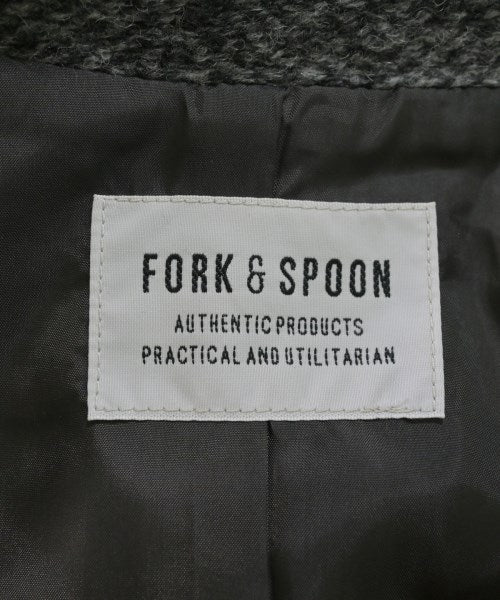 FORK & SPOON
AUTHENTIC PRODUCTS
PRACTICAL AND UTILITARIAN